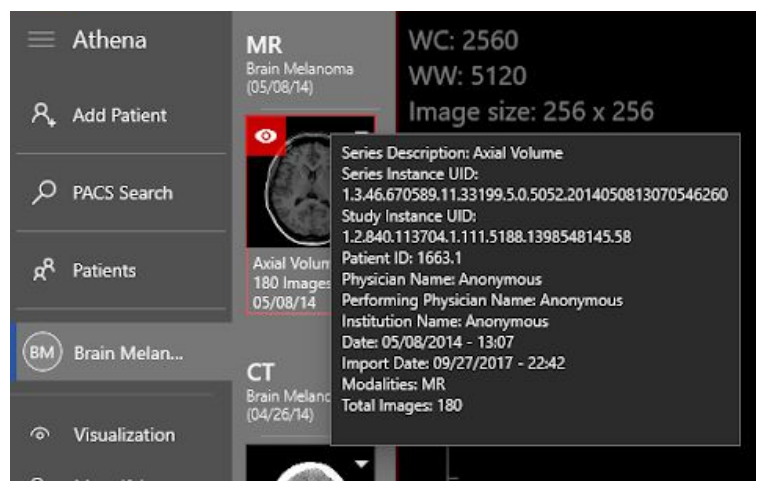 Athena
Add Patient
PACS Search
Patients
BM
Brain Melan...
Visualization
MR
Brain Melanoma
(05/08/14)
Axial Volum
180 Images
05/08/14
CT
Brain Melano
(04/26/14)
WC: 2560
WW: 5120
Image size: 256 x 256
Series Description: Axial Volume
Series Instance UID:
1.3.46.670589.11.33199.5.0.5052.2014050813070546260
Study Instance UID:
1.2.840.113704.1.111.5188.1398548145.58
Patient ID: 1663.1
Physician Name: Anonymous
Performing Physician Name: Anonymous
Institution Name: Anonymous
Date: 05/08/2014 - 13:07
Import Date: 09/27/2017 - 22:42
Modalities: MR
Total Images: 180